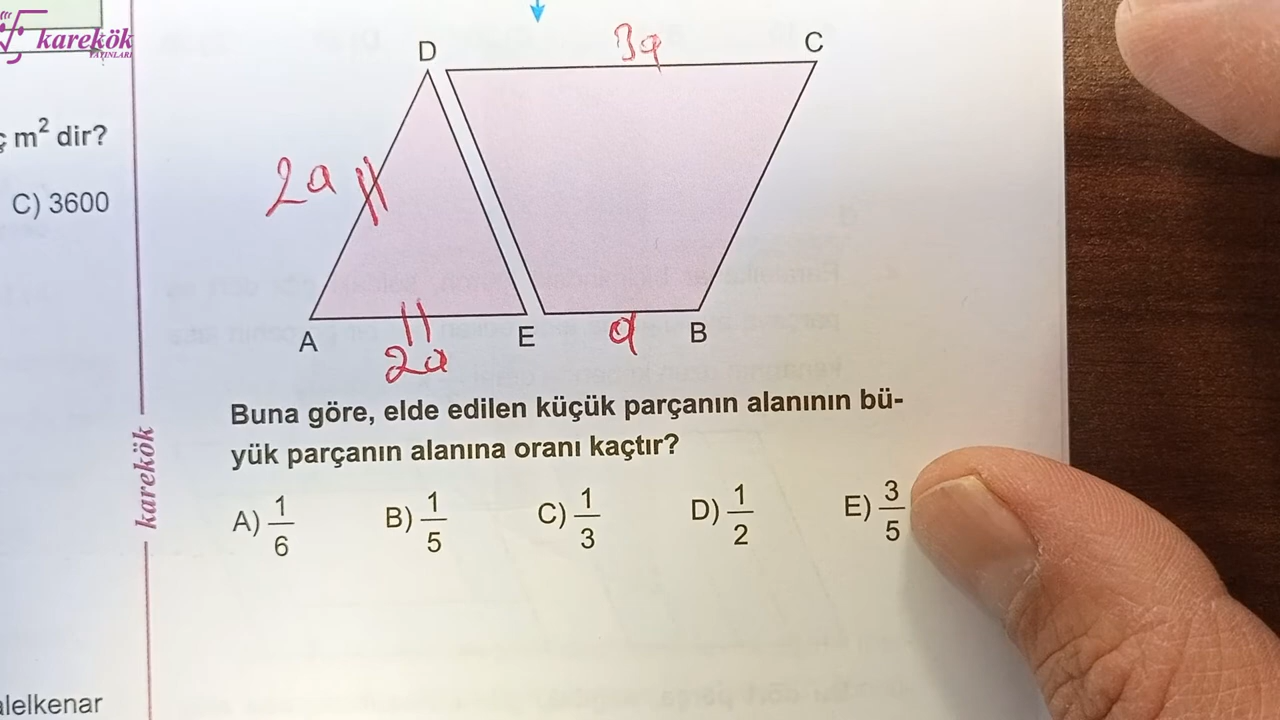 karekök
YAYINLARI
ç m² dir?
C) 3600
karekök
alelkenar
D
3a
C
2a
A
E
B
2a
a
Buna göre, elde edilen küçük parçanın alanının bü-
yük parçanın alanına oranı kaçtır?
A) 1/6 B) 1/5 C) 1/3 D) 1/2 E) 3/5